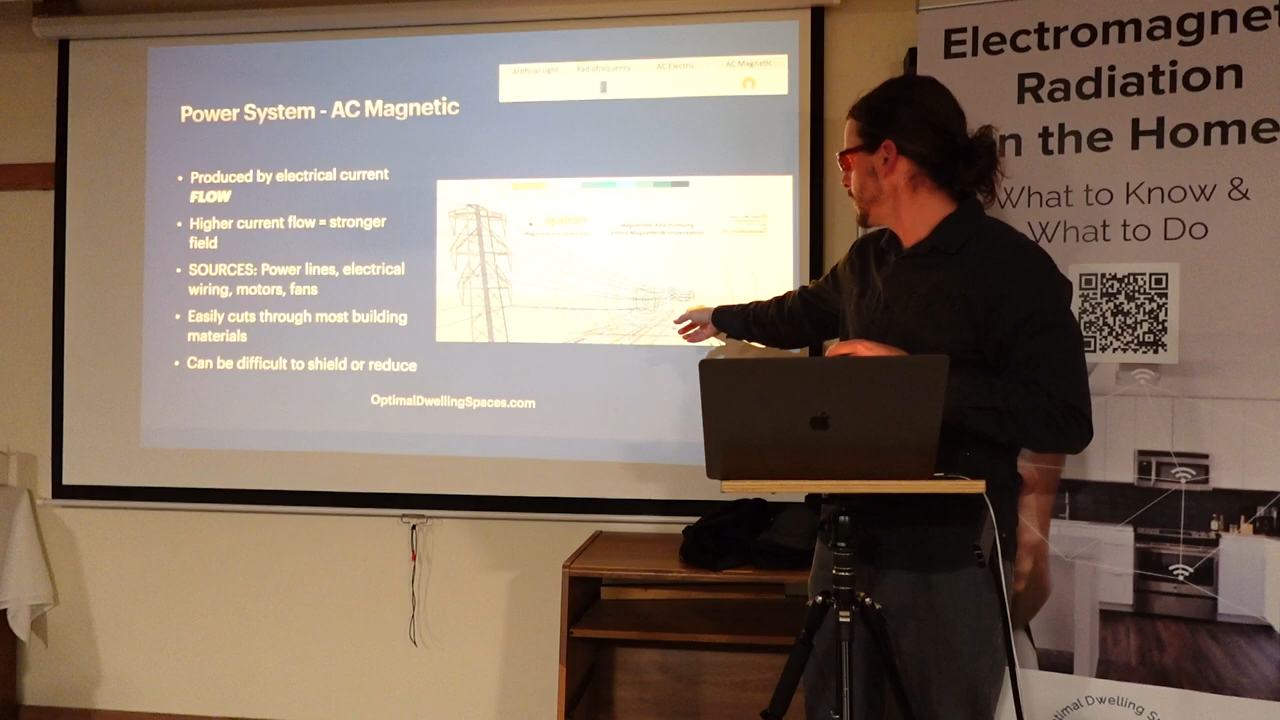 Artificial Light Radiofrequency AC Electric AC Magnetic
Power System - AC Magnetic
• Produced by electrical current
FLOW
• Higher current flow = stronger
field
• SOURCES: Power lines, electrical
wiring, motors, fans
• Easily cuts through most building
materials
• Can be difficult to shield or reduce
OptimalDwellingSpaces.com
Electromagnet
Radiation
n the Home
What to Know &
What to Do
timal Dwelling S